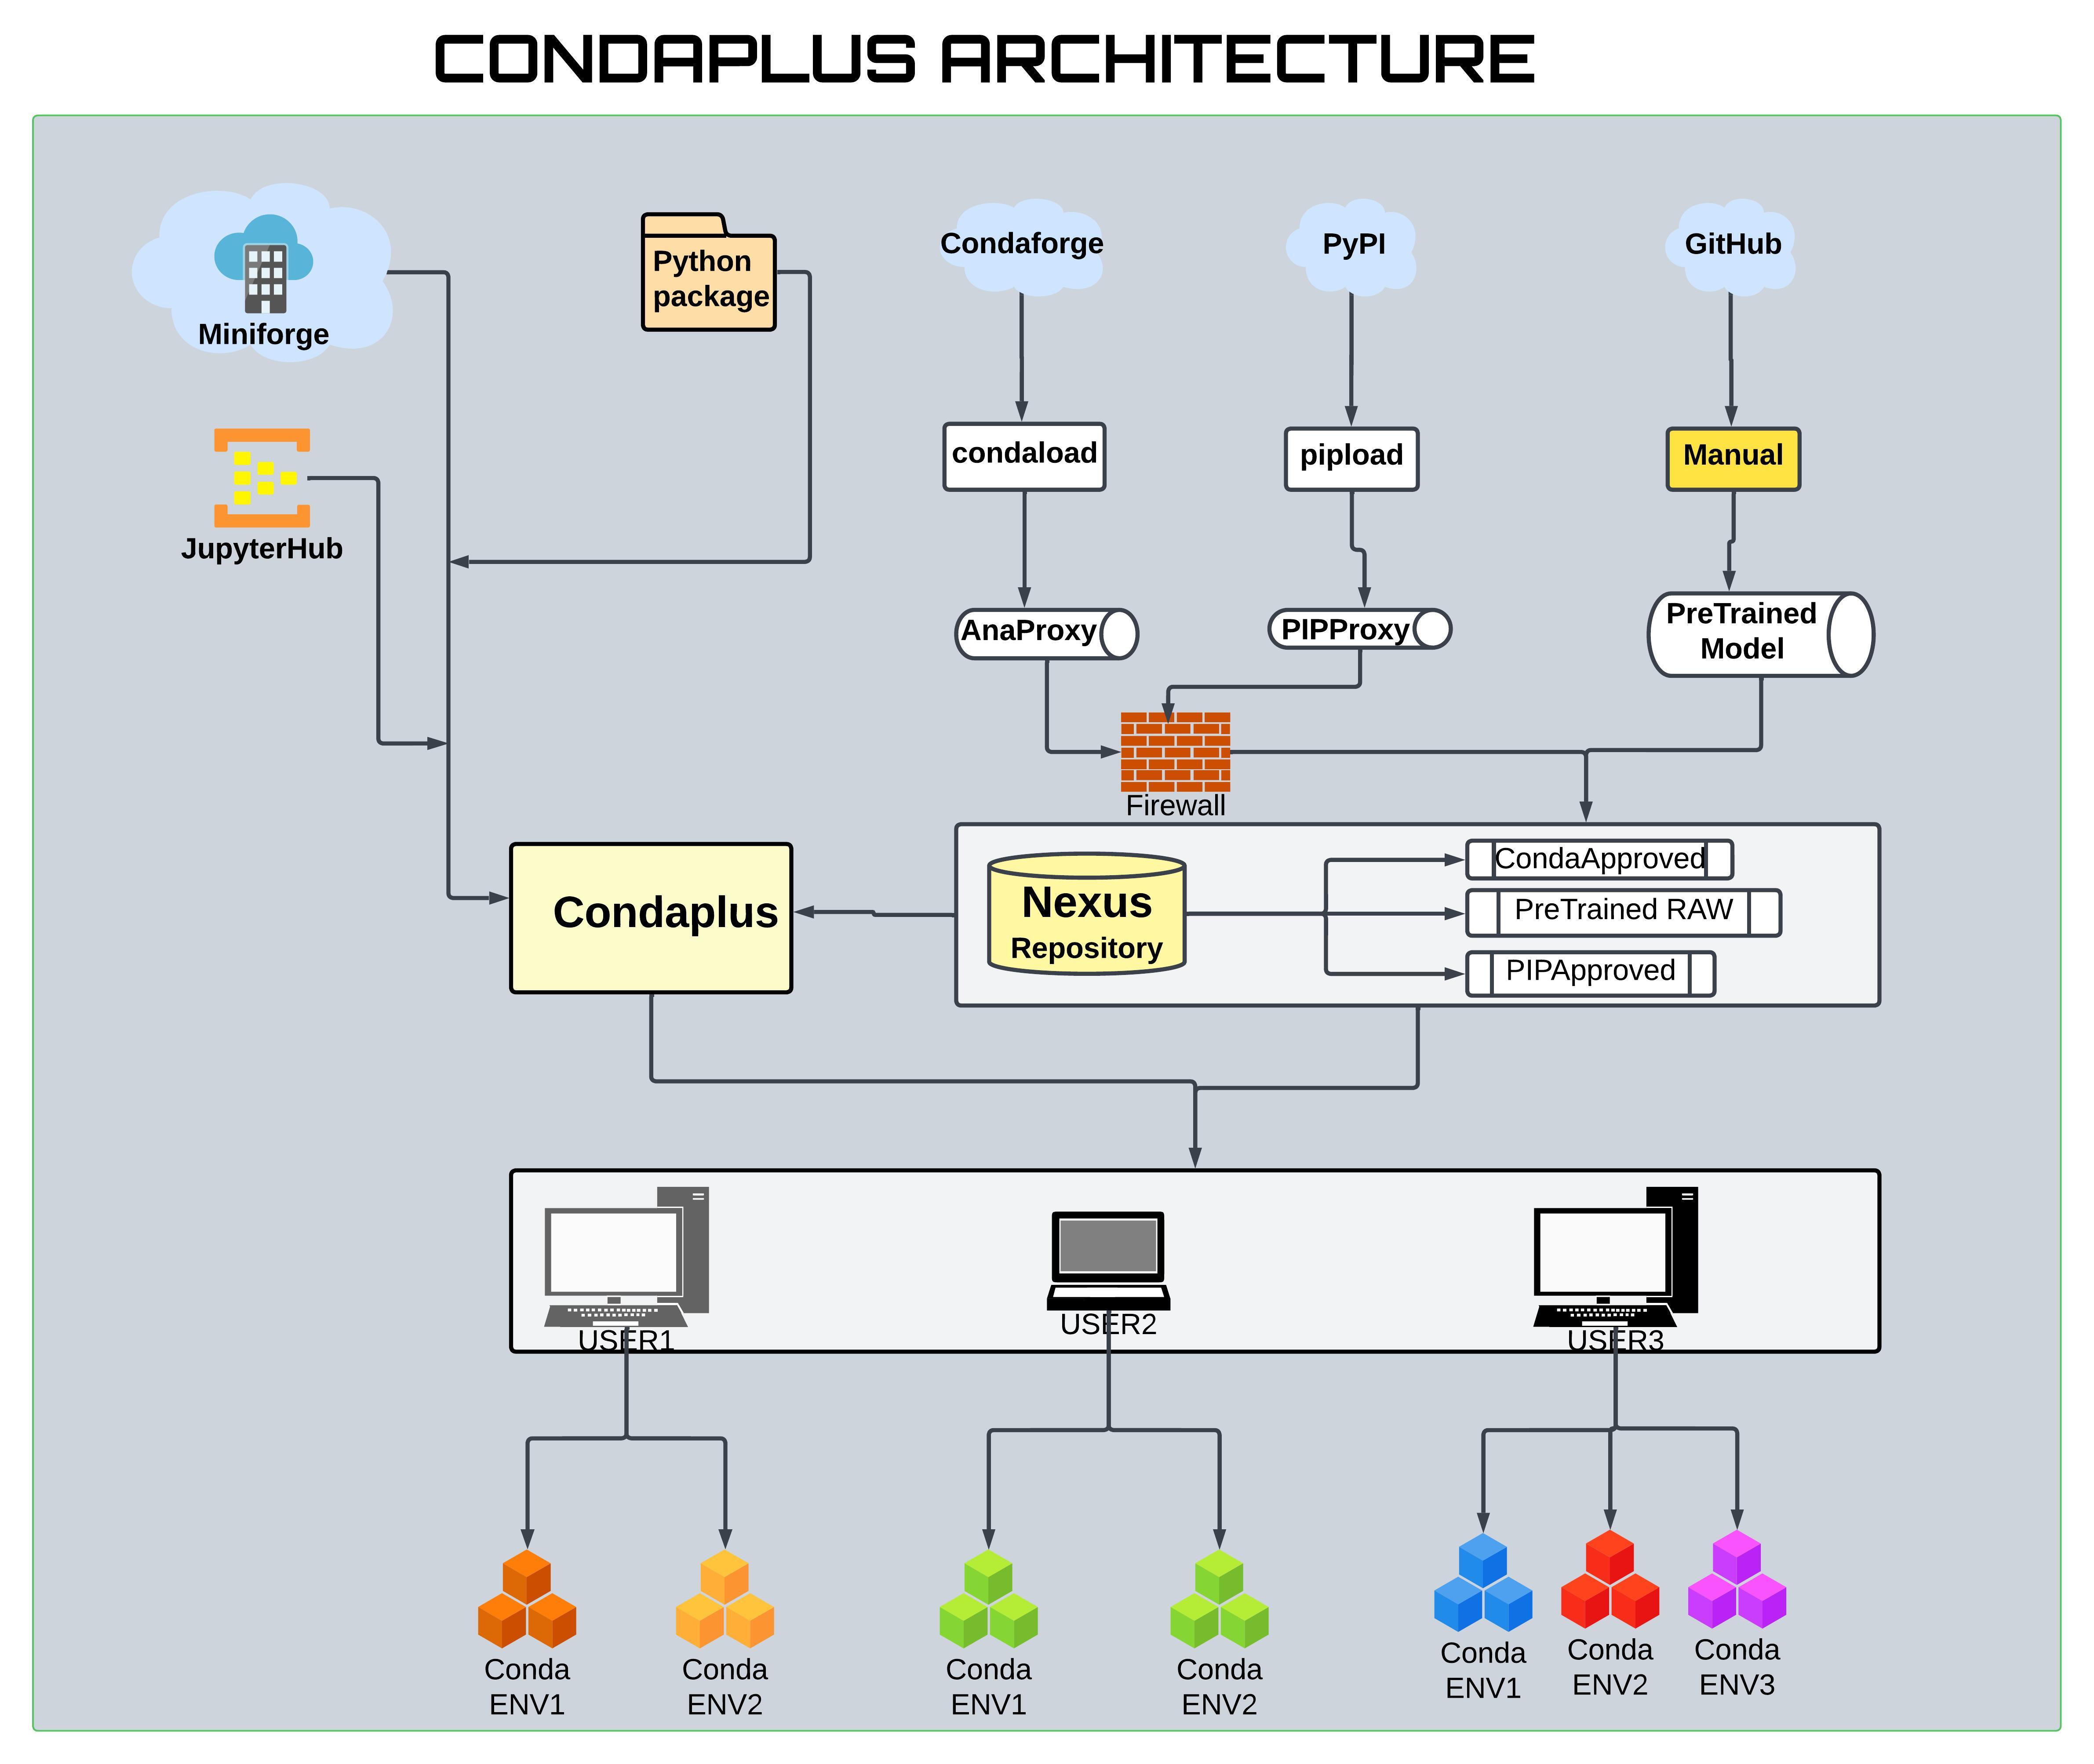 CONDAPLUS ARCHITECTURE
Miniforge
Python
package
Condaforge
PyPI
GitHub
JupyterHub
condaload
pipload
Manual
AnaProxy
PIPProxy
PreTrained
Model
Firewall
Condaplus
Nexus
Repository
CondaApproved
PreTrained RAW
PIPApproved
USER1
USER2
USER3
Conda
ENV1
Conda
ENV2
Conda
ENV1
Conda
ENV2
Conda
ENV1
Conda
ENV2
Conda
ENV3